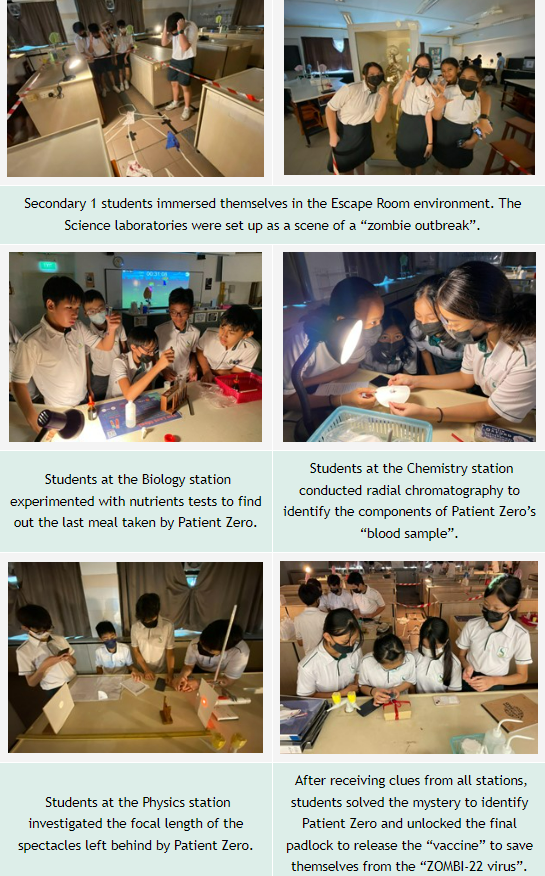 Secondary 1 students immersed themselves in the Escape Room environment. The
Science laboratories were set up as a scene of a “zombie outbreak”.
Students at the Biology station
experimented with nutrients tests to find
out the last meal taken by Patient Zero.
Students at the Chemistry station
conducted radial chromatography to
identify the components of Patient Zero’s
“blood sample”.
Students at the Physics station
investigated the focal length of the
spectacles left behind by Patient Zero.
After receiving clues from all stations,
students solved the mystery to identify
Patient Zero and unlocked the final
padlock to release the “vaccine” to save
themselves from the “ZOMBI-22 virus”.